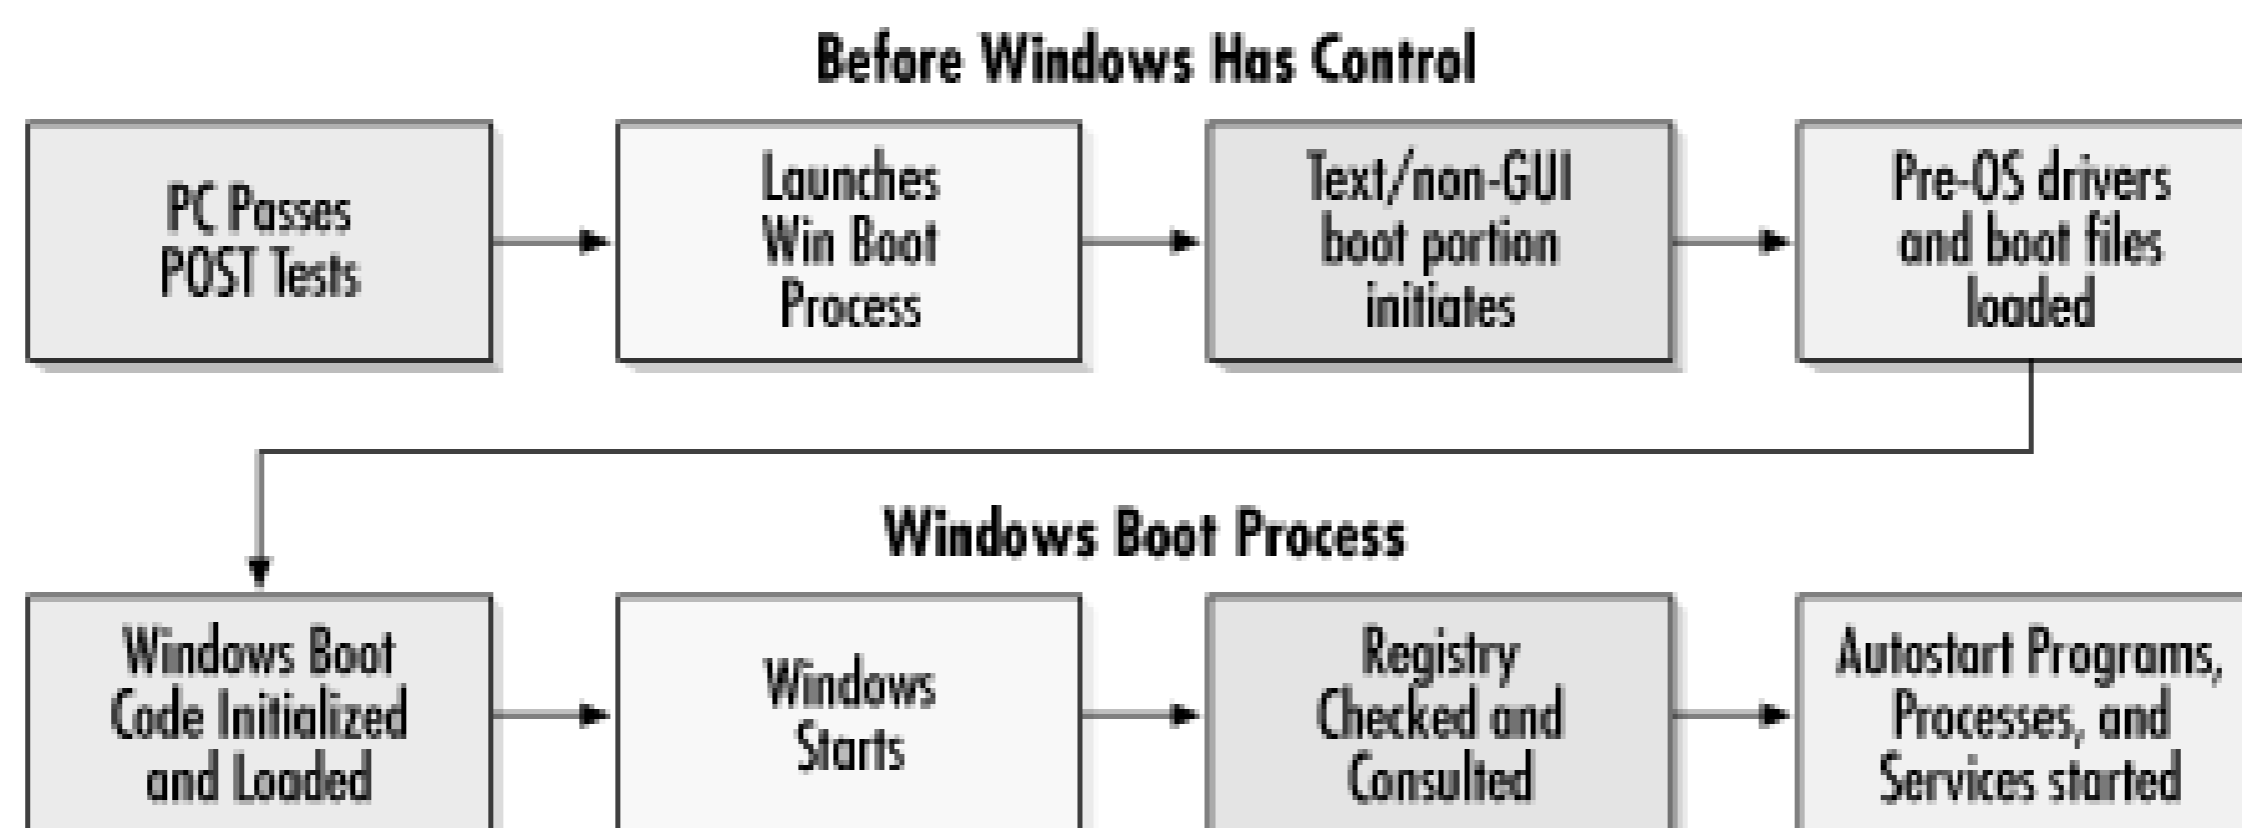 Before Windows Has Control
PC Passes
POST Tests
Launches
Win Boot
Process
Text/non-GUI
boot portion
initiates
Pre-OS drivers
and boot files
loaded
Windows Boot Process
Windows Boot
Code Initialized
and Loaded
Windows
Starts
Registry
Checked and
Consulted
Autostart Programs,
Processes, and
Services started